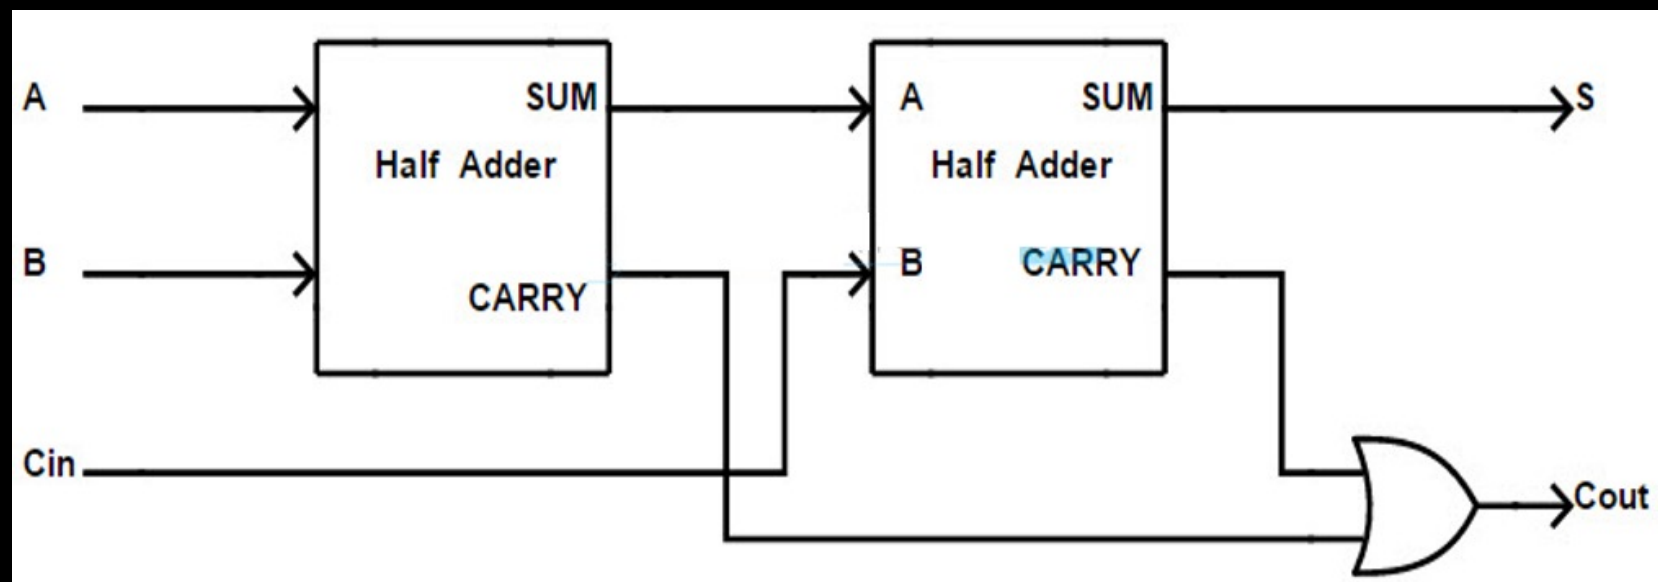 A
SUM
A
SUM
S
Half Adder
Half Adder
B
CARRY
B
CARRY
Cin
Cout